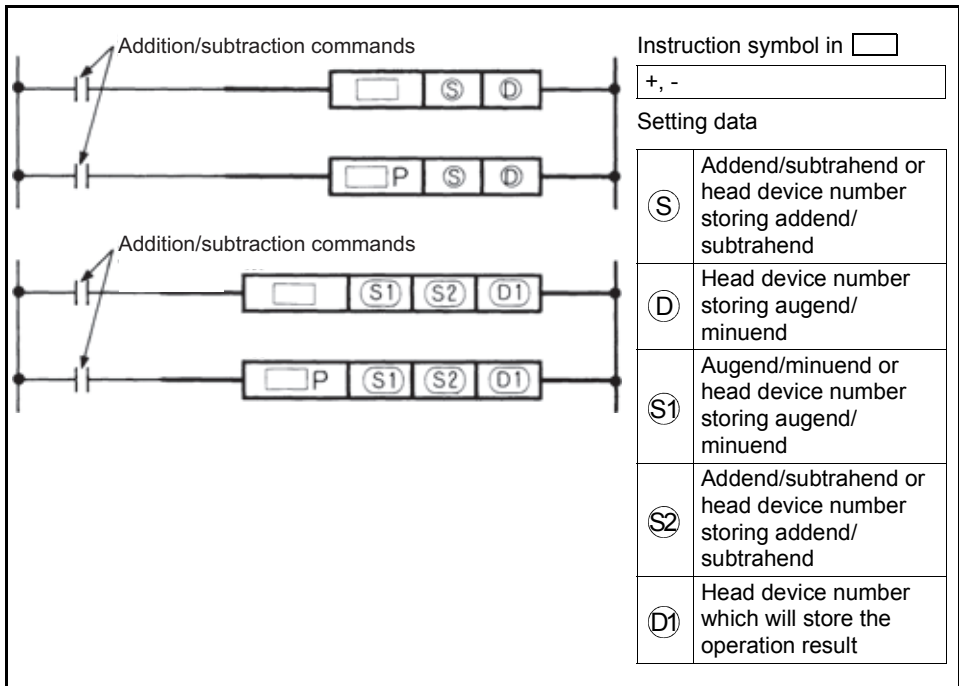 Addition/subtraction commands
S D
P S D
Addition/subtraction commands
S1 S2 D1
P S1 S2 D1
Instruction symbol in
+, -
Setting data
S
Addend/subtrahend or
head device number
storing addend/
subtrahend
D
Head device number
storing augend/
minuend
S1
Augend/minuend or
head device number
storing augend/
minuend
S2
Addend/subtrahend or
head device number
storing addend/
subtrahend
D1
Head device number
which will store the
operation result